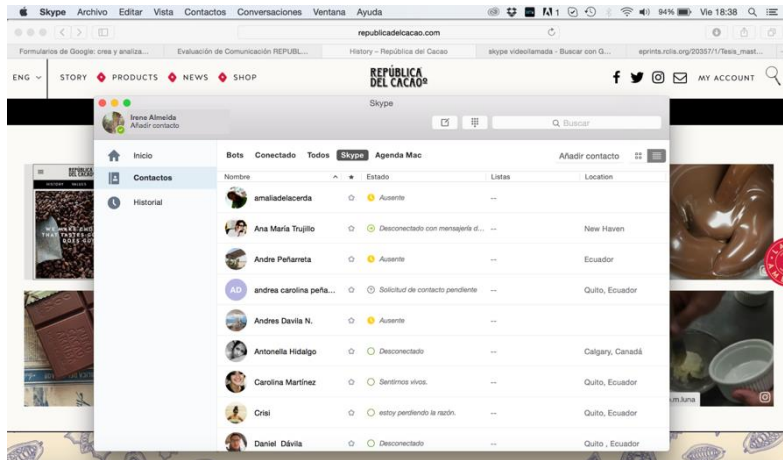 Skype Archivo Editar Vista Contactos Conversaciones Ventana Ayuda 1 94% Vie 18:38
republicadelcacao.com
Formularios de Google: crea y analiza... Evaluación de Comunicación REPUBL... History – República del Cacao skype videollamada - Buscar con G... eprints.rclis.org/20357/1/Tesis_mast...
ENG STORY PRODUCTS NEWS SHOP
REPÚBLICA
DEL CACAO
MY ACCOUNT
Skype
Irene Almeida
Añadir contacto
Buscar
Inicio
Contactos
Historial
Bots Conectado Todos Skype Agenda Mac Añadir contacto
Nombre Estado Listas Location
amaliadelacerda Ausente --
Ana María Trujillo Desconectado con mensajería d... -- New Haven
Andre Peñarreta Ausente -- Ecuador
AD andrea carolina peña... Solicitud de contacto pendiente -- Quito, Ecuador
Andres Davila N. Ausente --
Antonella Hidalgo Desconectado -- Calgary, Canadá
Carolina Martínez Sentirnos vivos. -- Quito, Ecuador
Crisi estoy perdiendo la razón. -- Quito, Ecuador
Daniel Dávila Desconectado -- Quito , Ecuador
.m.luna